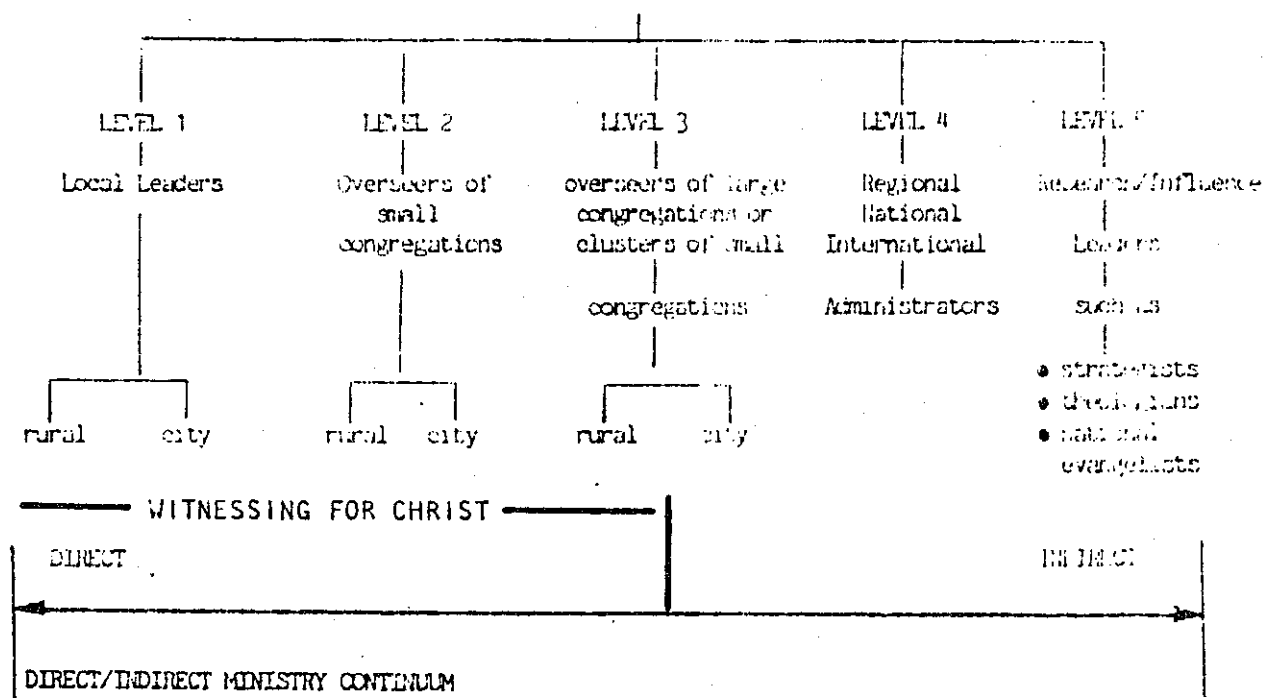 LEVEL 1
Local Leaders
rural city
LEVEL 2
Overseers of
small
congregations
rural city
LEVEL 3
overseers of large
congregations or
clusters of small
congregations
rural city
LEVEL 4
Regional
National
International
Administrators
LEVEL
Research/Influence
Leaders
such as
• strategists
• theologians
• national
evangelists
WITNESSING FOR CHRIST
DIRECT
INDIRECT
DIRECT/INDIRECT MINISTRY CONTINUUM